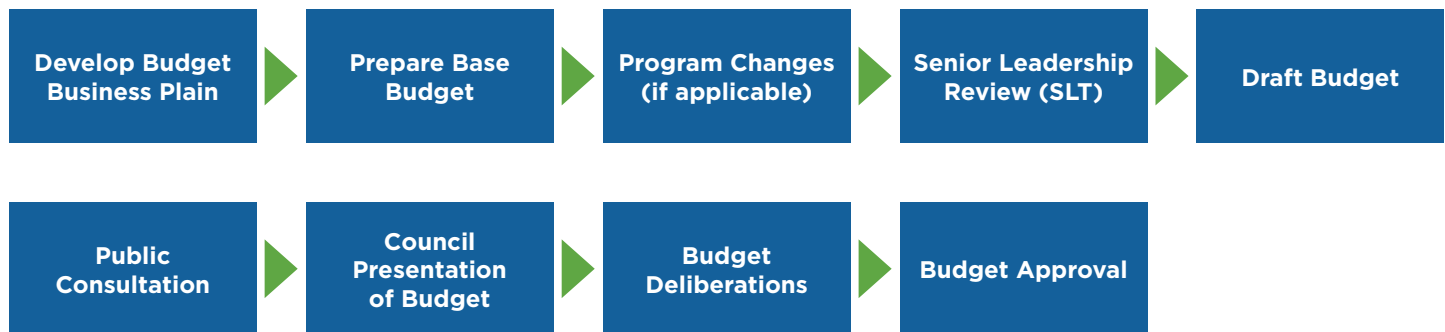 Develop Budget
Business Plain
Prepare Base
Budget
Program Changes
(if applicable)
Senior Leadership
Review (SLT)
Draft Budget
Public
Consultation
Council
Presentation
of Budget
Budget
Deliberations
Budget Approval